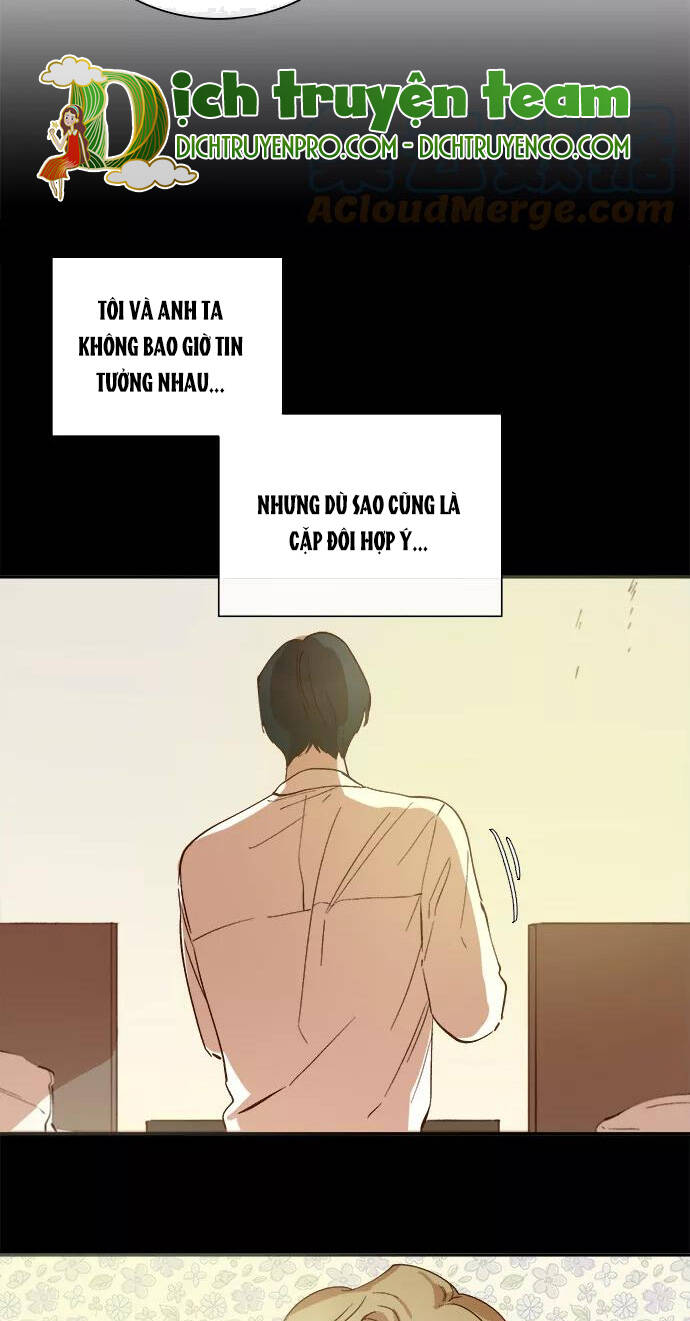 Dịch truyện team
DICHTRUYENPRO.COM - DICHTRUYENCO.COM
ACloudMerge.com
TÔI VÀ ANH TA
KHÔNG BAO GIỜ TIN
TƯỞNG NHAU...
NHƯNG DÙ SAO CŨNG LÀ
CẶP ĐÔI HỢP Ý...